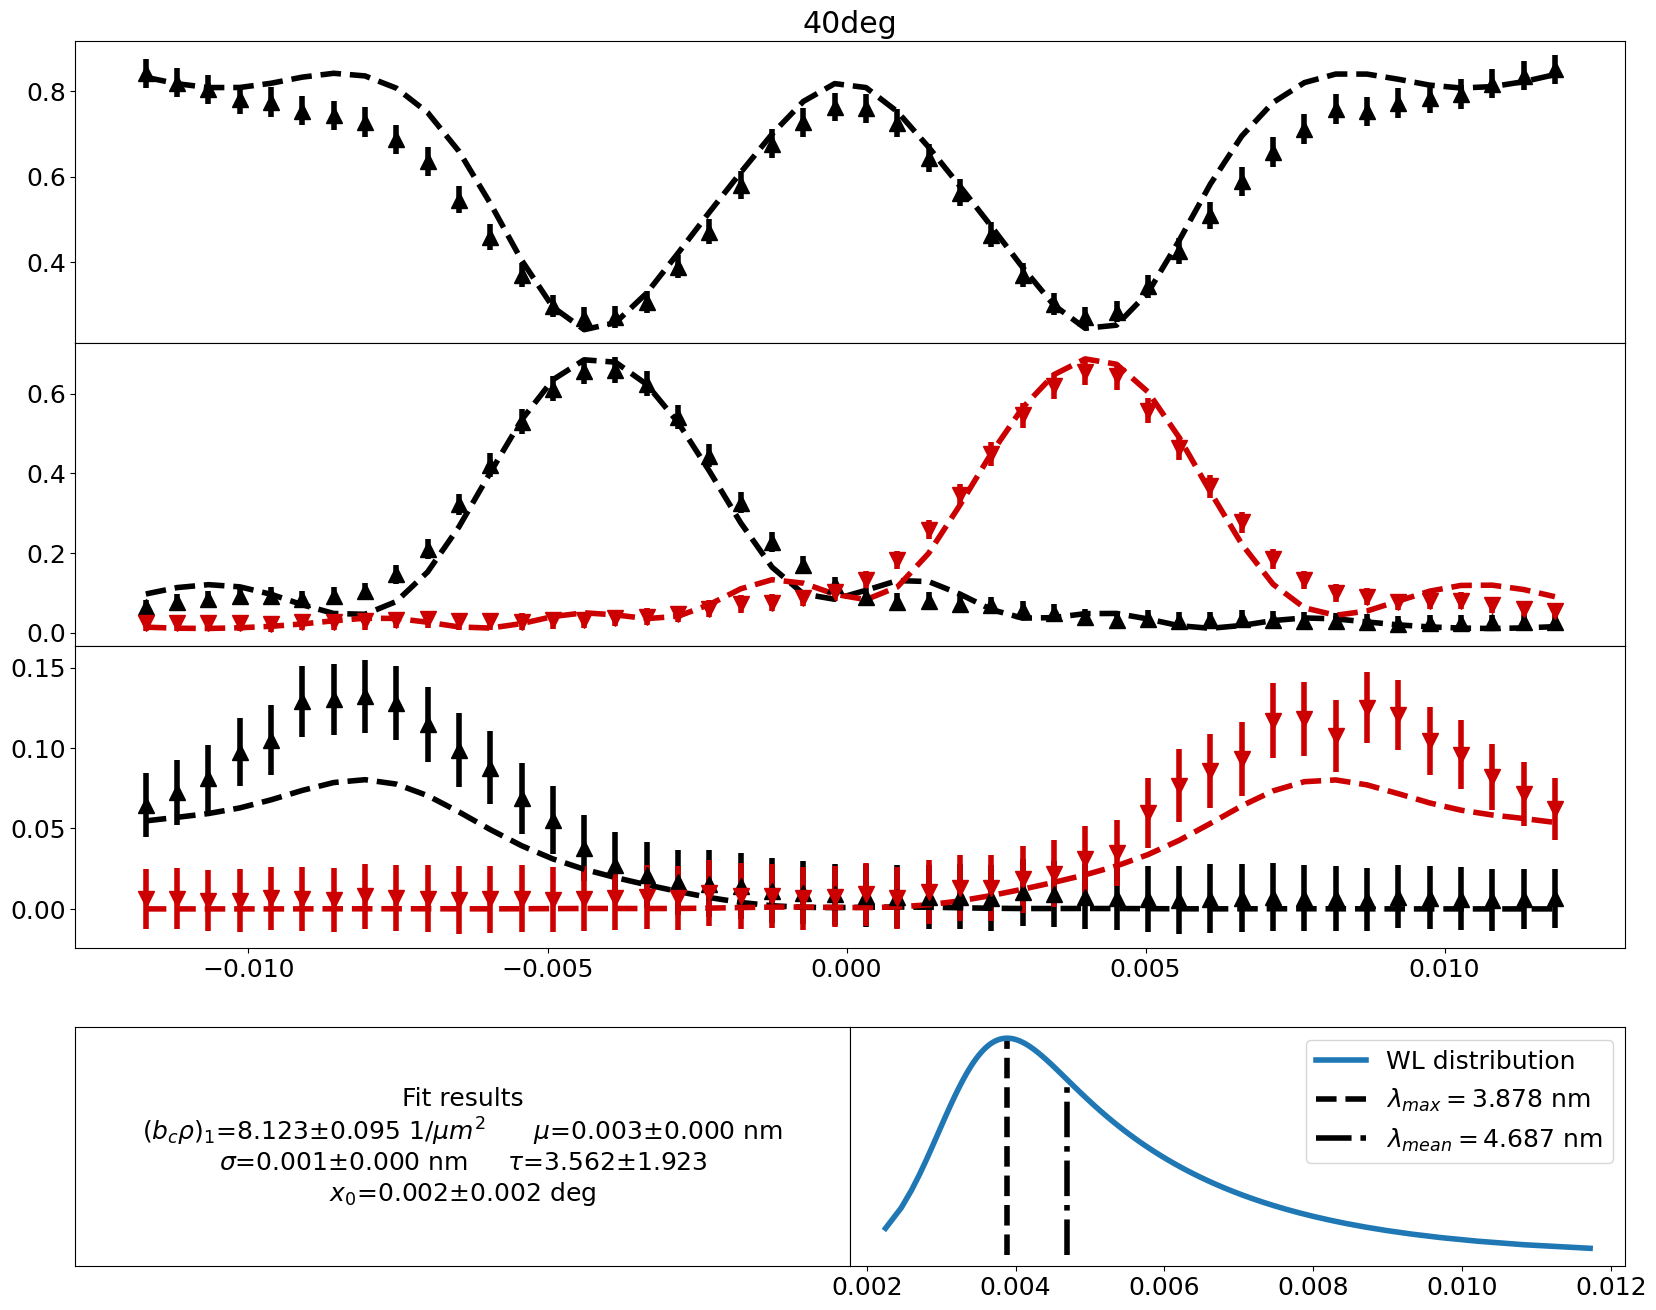 40deg
0.8
0.6
0.4
0.6
0.4
0.2
0.0
0.15
0.10
0.05
0.00
−0.010 −0.005 0.000 0.005 0.010
Fit results
(b_cρ)_1=8.123±0.095 1/μm^2 μ=0.003±0.000 nm
σ=0.001±0.000 nm τ=3.562±1.923
x_0=0.002±0.002 deg
WL distribution
λ_max = 3.878 nm
λ_mean = 4.687 nm
0.002 0.004 0.006 0.008 0.010 0.012